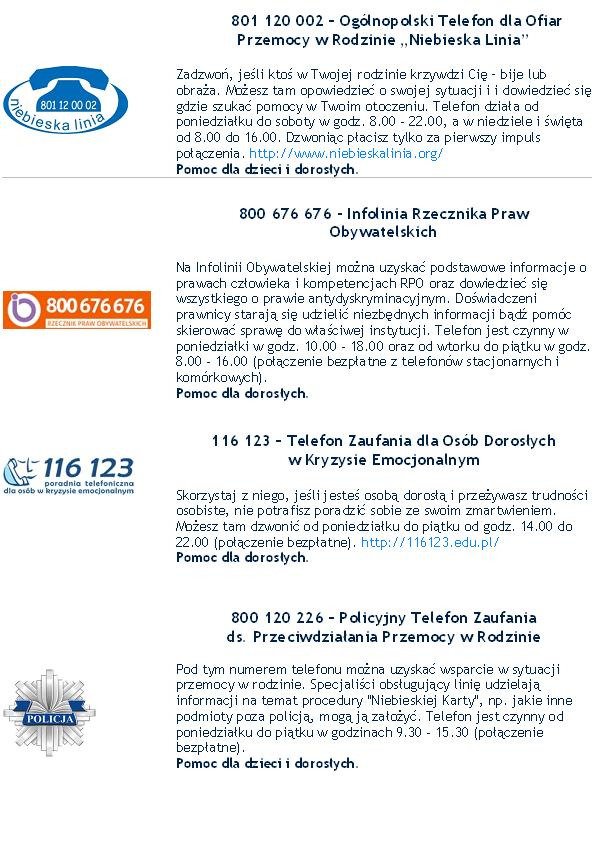 801 120 002 – Ogólnopolski Telefon dla Ofiar
Przemocy w Rodzinie „Niebieska Linia”
801 12 00 02
niebieska linia
Zadzwoń, jeśli ktoś w Twojej rodzinie krzywdzi Cię - bije lub
obraża. Możesz tam opowiedzieć o swojej sytuacji i i dowiedzieć się
gdzie szukać pomocy w Twoim otoczeniu. Telefon działa od
poniedziałku do soboty w godz. 8.00 - 22.00, a w niedziele i święta
od 8.00 do 16.00. Dzwoniąc płacisz tylko za pierwszy impuls
połączenia. http://www.niebieskalinia.org/
Pomoc dla dzieci i dorosłych.
800 676 676 - Infolinia Rzecznika Praw
Obywatelskich
800 676 676
RZECZNIK PRAW OBYWATELSKICH
Na Infolinii Obywatelskiej można uzyskać podstawowe informacje o
prawach człowieka i kompetencjach RPO oraz dowiedzieć się
wszystkiego o prawie antydyskryminacyjnym. Doświadczeni
prawnicy starają się udzielić niezbędnych informacji bądź pomóc
skierować sprawę do właściwej instytucji. Telefon jest czynny w
poniedziałki w godz. 10.00 - 18.00 oraz od wtorku do piątku w godz.
8.00 - 16.00 (połączenie bezpłatne z telefonów stacjonarnych i
komórkowych).
Pomoc dla dorosłych.
116 123 – Telefon Zaufania dla Osób Dorosłych
w Kryzysie Emocjonalnym
116 123
poradnia telefoniczna
dla osób w kryzysie emocjonalnym
Skorzystaj z niego, jeśli jesteś osobą dorosłą i przeżywasz trudności
osobiste, nie potrafisz poradzić sobie ze swoim zmartwieniem.
Możesz tam dzwonić od poniedziałku do piątku od godz. 14.00 do
22.00 (połączenie bezpłatne). http://116123.edu.pl/
Pomoc dla dorosłych.
800 120 226 – Policyjny Telefon Zaufania
ds. Przeciwdziałania Przemocy w Rodzinie
POLICJA
Pod tym numerem telefonu można uzyskać wsparcie w sytuacji
przemocy w rodzinie. Specjaliści obsługujący linię udzielają
informacji na temat procedury "Niebieskiej Karty", np. jakie inne
podmioty poza policją, mogą ją założyć. Telefon jest czynny od
poniedziałku do piątku w godzinach 9.30 - 15.30 (połączenie
bezpłatne).
Pomoc dla dzieci i dorosłych.